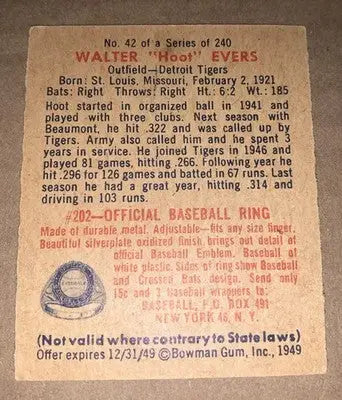 No. 42 of a Series of 240
WALTER "Hoot" EVERS
Outfield—Detroit Tigers
Born: St. Louis, Missouri, February 2, 1921
Bats: Right Throws: Right Ht.: 6:2 Wt.: 185
Hoot started in organized ball in 1941 and
played with three clubs. Next season with
Beaumont, he hit .322 and was called up by
Tigers. Army also called him and he spent 3
years in service. He joined Tigers in 1946 and
played 81 games, hitting .266. Following year he
hit .296 for 126 games and batted in 67 runs. Last
season he had a great year, hitting .314 and
driving in 103 runs.
#202—OFFICIAL BASEBALL RING
Made of durable metal. Adjustable—fits any size finger.
Beautiful silverplate oxidized finish brings out detail of
official Baseball Emblem. Baseball of
white plastic. Sides of ring show Baseball
and Crossed Bats design. Send only
15c and 3 Baseball wrappers to:
BASEBALL, P.O. BOX 491
NEW YORK 46, N.Y.
(Not valid where contrary to State laws)
Offer expires 12/31/49 ©Bowman Gum, Inc., 1949